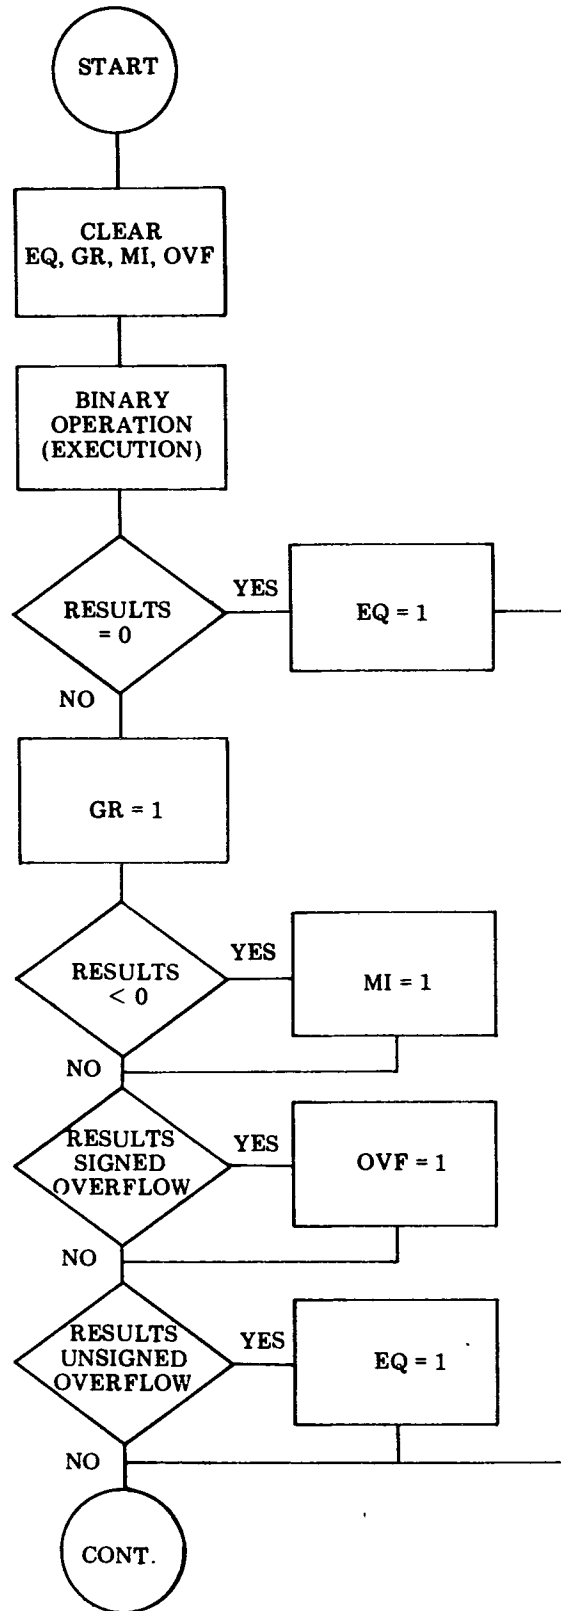 START
CLEAR
EQ, GR, MI, OVF
BINARY
OPERATION
(EXECUTION)
RESULTS
= 0
YES
EQ = 1
NO
GR = 1
RESULTS
< 0
YES
MI = 1
NO
RESULTS
SIGNED
OVERFLOW
YES
OVF = 1
NO
RESULTS
UNSIGNED
OVERFLOW
YES
EQ = 1
NO
CONT.